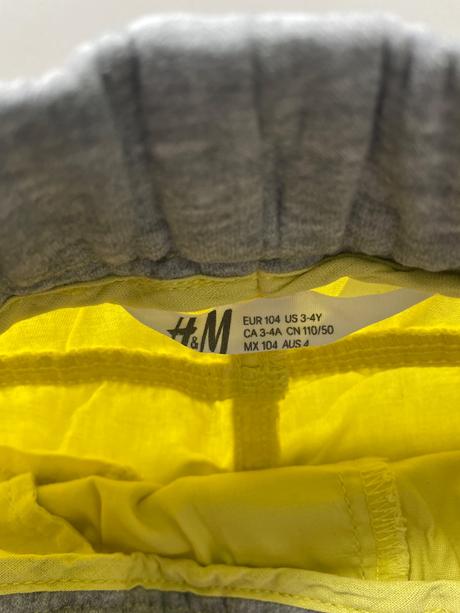 H&M
EUR 104 US 3-4Y
CA 3-4A CN 110/50
MX 104 AUS 4